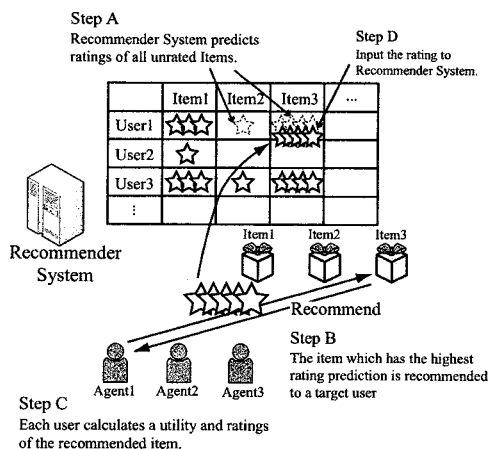 Step A
Recommender System predicts
ratings of all unrated Items.
Step D
Input the rating to
Recommender System.
Item1 Item2 Item3 ...
User1
User2
User3
⋮
Recommender
System
Item1 Item2 Item3
Recommend
Step B
The item which has the highest
rating prediction is recommended
to a target user
Agent1 Agent2 Agent3
Step C
Each user calculates a utility and ratings
of the recommended item.